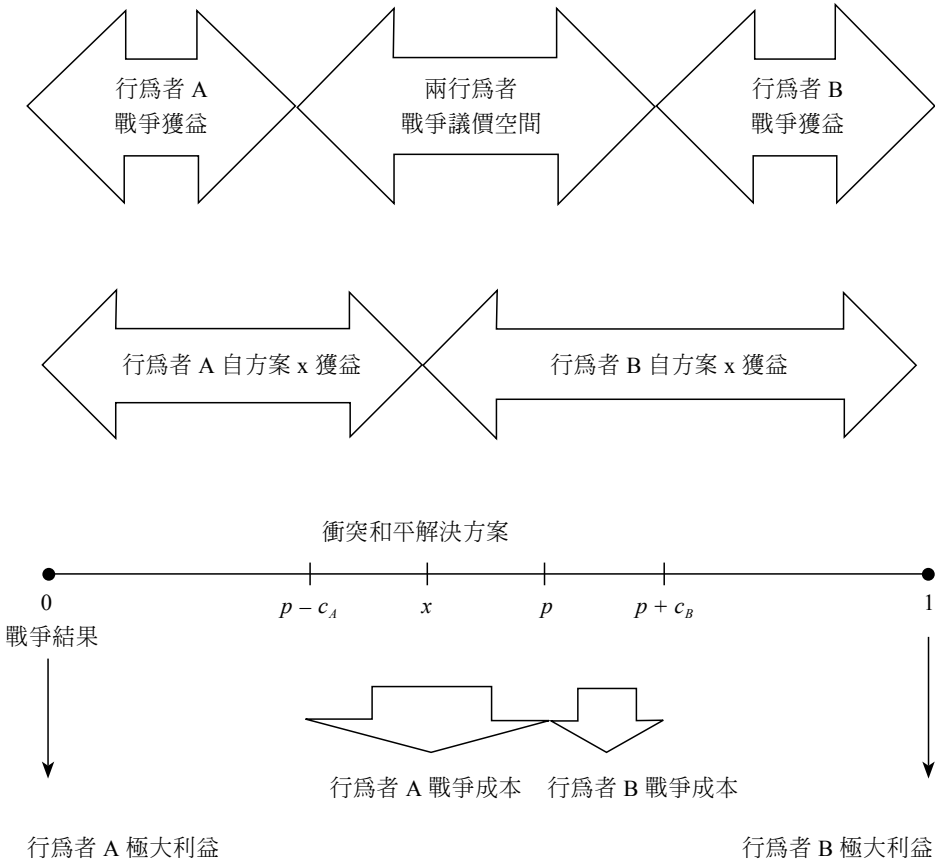 行爲者 A
戰爭獲益
兩行爲者
戰爭議價空間
行爲者 B
戰爭獲益
行爲者 A 自方案 x 獲益
行爲者 B 自方案 x 獲益
衝突和平解決方案
0
p – c_A
x
p
p + c_B
1
戰爭結果
行爲者 A 戰爭成本
行爲者 B 戰爭成本
行爲者 A 極大利益
行爲者 B 極大利益